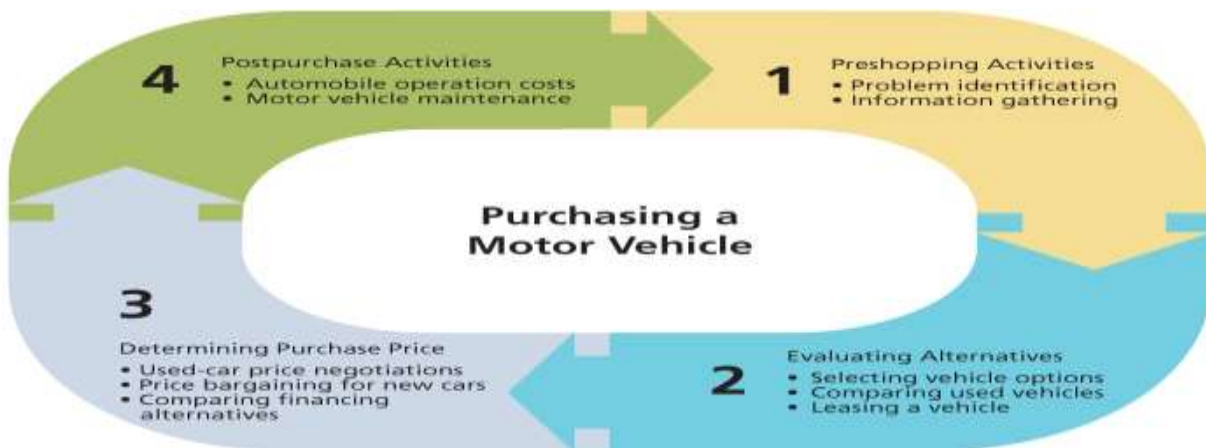 Purchasing a
Motor Vehicle
1
Preshopping Activities
• Problem identification
• Information gathering
2
Evaluating Alternatives
• Selecting vehicle options
• Comparing used vehicles
• Leasing a vehicle
3
Determining Purchase Price
• Used-car price negotiations
• Price bargaining for new cars
• Comparing financing
alternatives
4
Postpurchase Activities
• Automobile operation costs
• Motor vehicle maintenance